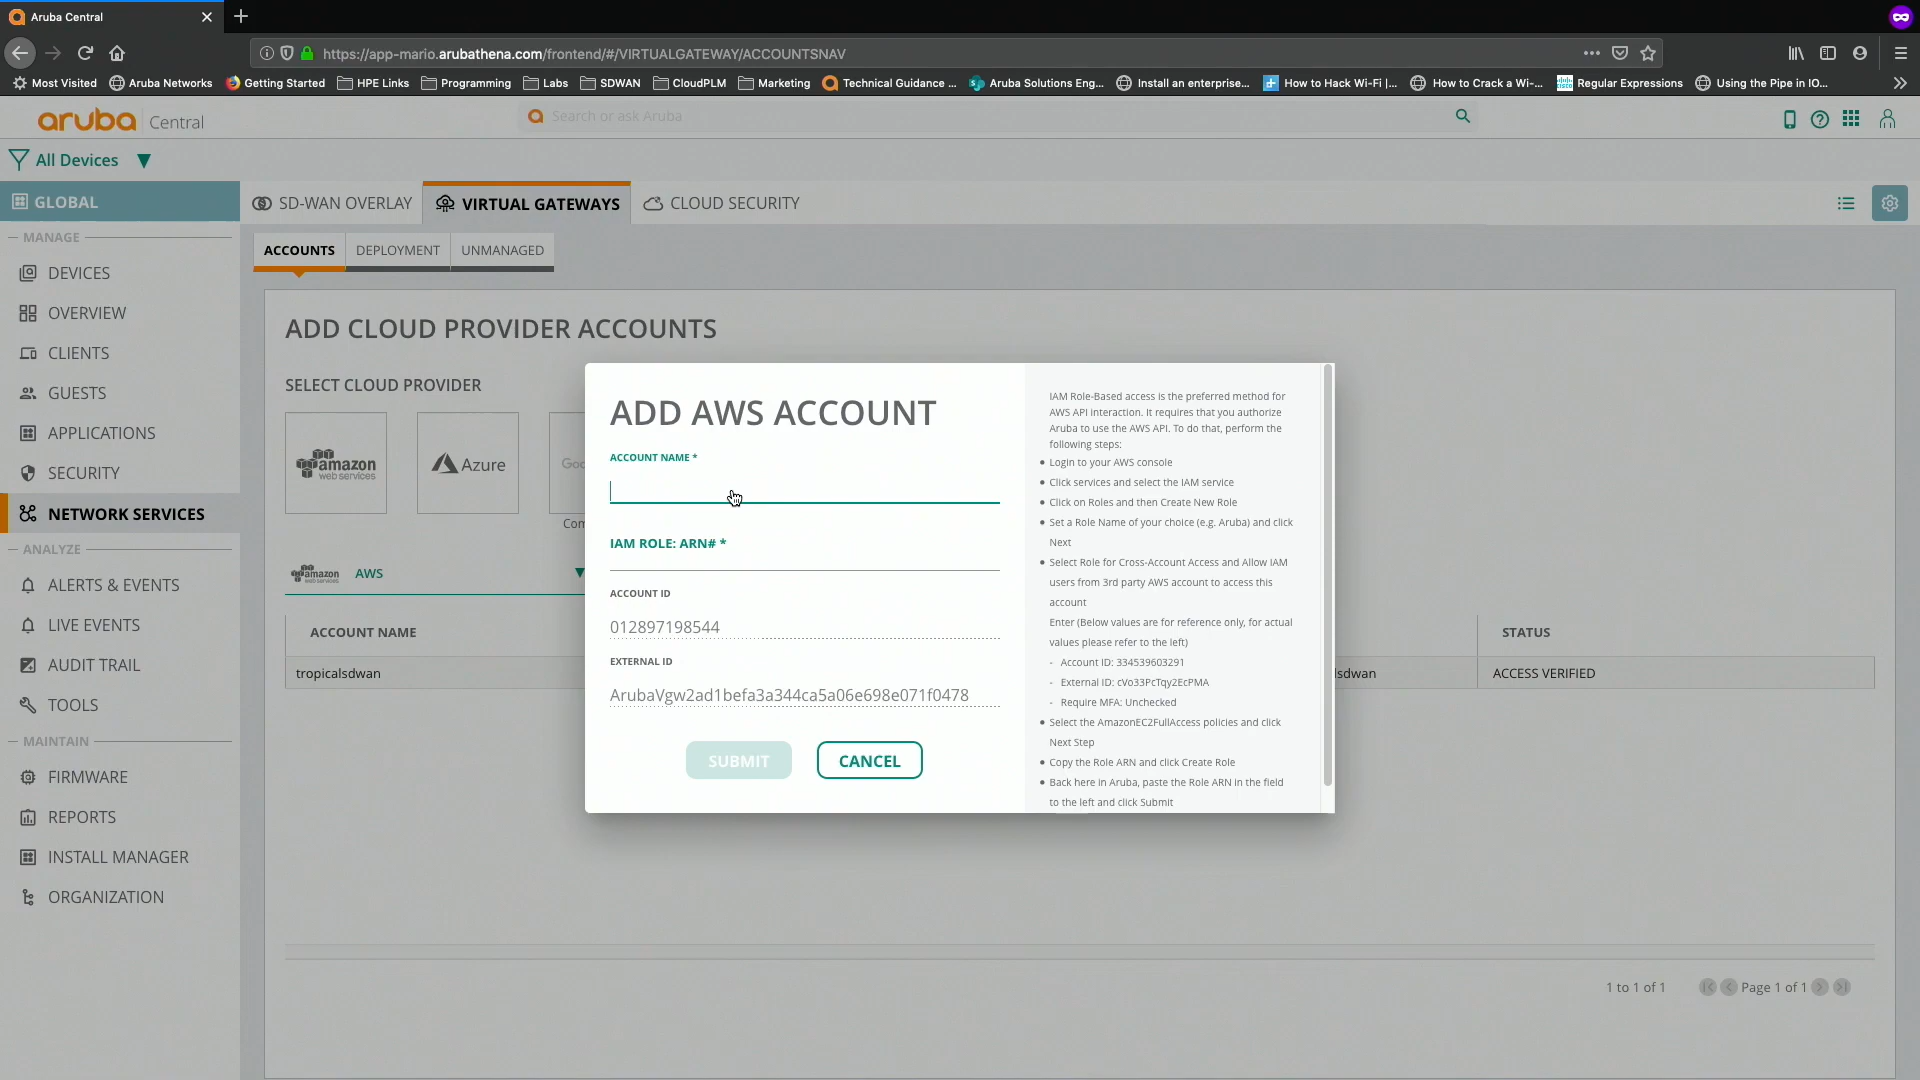 Aruba Central
https://app-mario.arubathena.com/frontend/#/VIRTUALGATEWAY/ACCOUNTSNAV
Most Visited Aruba Networks Getting Started HPE Links Programming Labs SDWAN CloudPLM Marketing Technical Guidance ... Aruba Solutions Eng... Install an enterprise... How to Hack Wi-Fi |... How to Crack a Wi-... Regular Expressions Using the Pipe in IO...
aruba Central
Search or ask Aruba
All Devices
GLOBAL
MANAGE
DEVICES
OVERVIEW
CLIENTS
GUESTS
APPLICATIONS
SECURITY
NETWORK SERVICES
ANALYZE
ALERTS & EVENTS
LIVE EVENTS
AUDIT TRAIL
TOOLS
MAINTAIN
FIRMWARE
REPORTS
INSTALL MANAGER
ORGANIZATION
SD-WAN OVERLAY VIRTUAL GATEWAYS CLOUD SECURITY
ACCOUNTS DEPLOYMENT UNMANAGED
ADD CLOUD PROVIDER ACCOUNTS
SELECT CLOUD PROVIDER
amazon
web services
Azure
Goo
Com
amazon
web services
AWS
ACCOUNT NAME
STATUS
tropicalsdwan
lsdwan
ACCESS VERIFIED
1 to 1 of 1
Page 1 of 1
ADD AWS ACCOUNT
ACCOUNT NAME *
IAM ROLE: ARN# *
ACCOUNT ID
012897198544
EXTERNAL ID
ArubaVgw2ad1befa3a344ca5a06e698e071f0478
SUBMIT
CANCEL
IAM Role-Based access is the preferred method for
AWS API interaction. It requires that you authorize
Aruba to use the AWS API. To do that, perform the
following steps:
• Login to your AWS console
• Click services and select the IAM service
• Click on Roles and then Create New Role
• Set a Role Name of your choice (e.g. Aruba) and click
Next
• Select Role for Cross-Account Access and Allow IAM
users from 3rd party AWS account to access this
account
Enter (Below values are for reference only, for actual
values please refer to the left)
- Account ID: 334539603291
- External ID: cVo33PcTqy2EcPMA
- Require MFA: Unchecked
• Select the AmazonEC2FullAccess policies and click
Next Step
• Copy the Role ARN and click Create Role
• Back here in Aruba, paste the Role ARN in the field
to the left and click Submit